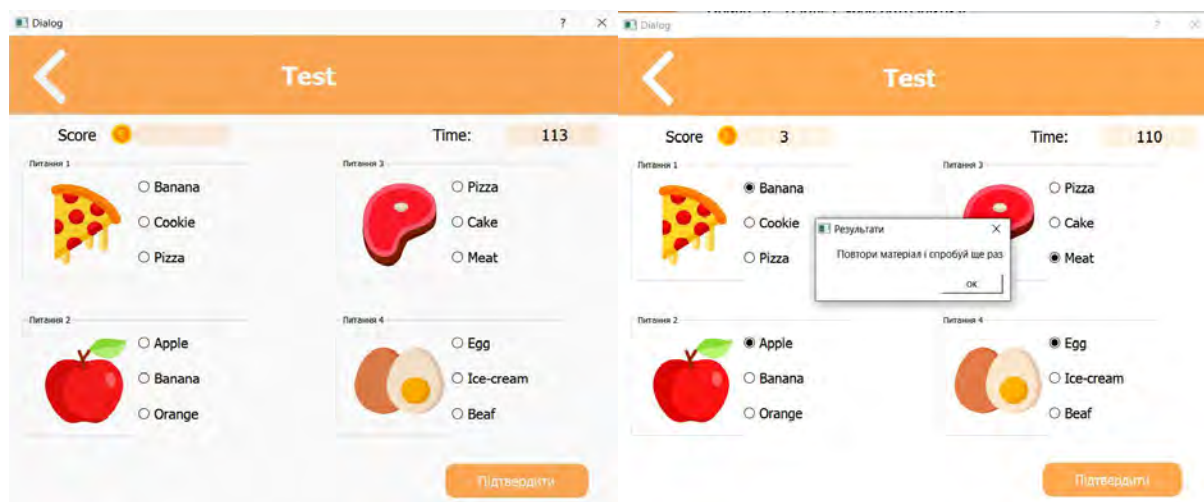 Dialog
?
Test
Score
Time:
113
Питання 1
Banana
Cookie
Pizza
Питання 3
Pizza
Cake
Meat
Питання 2
Apple
Banana
Orange
Питання 4
Egg
Ice-cream
Beaf
Підтвердити
Dialog
?
Test
Score
3
Time:
110
Питання 1
Banana
Cookie
Pizza
Питання 3
Pizza
Cake
Meat
Результати
Повтори матеріал і спробуй ще раз
ОК
Питання 2
Apple
Banana
Orange
Питання 4
Egg
Ice-cream
Beaf
Підтвердити